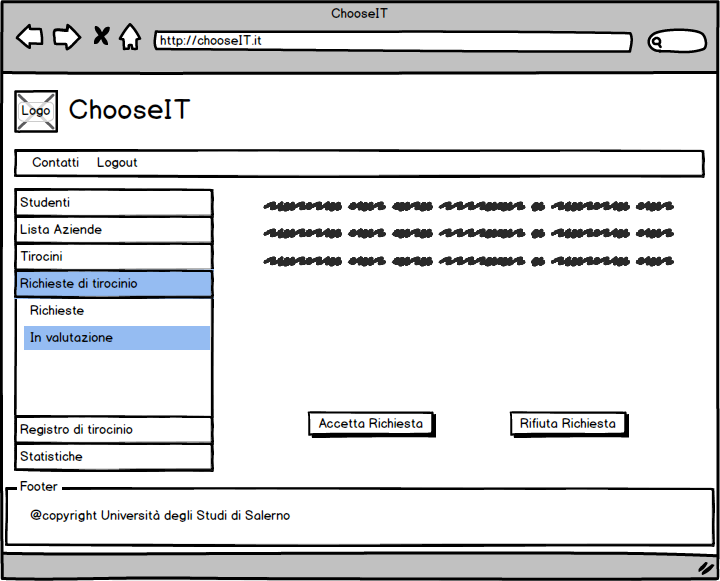 ChooseIT
http://chooseIT.it
Logo
ChooseIT
Contatti Logout
Studenti
Lista Aziende
Tirocini
Richieste di tirocinio
Richieste
In valutazione
Registro di tirocinio
Statistiche
Accetta Richiesta Rifiuta Richiesta
Footer
@copyright Università degli Studi di Salerno